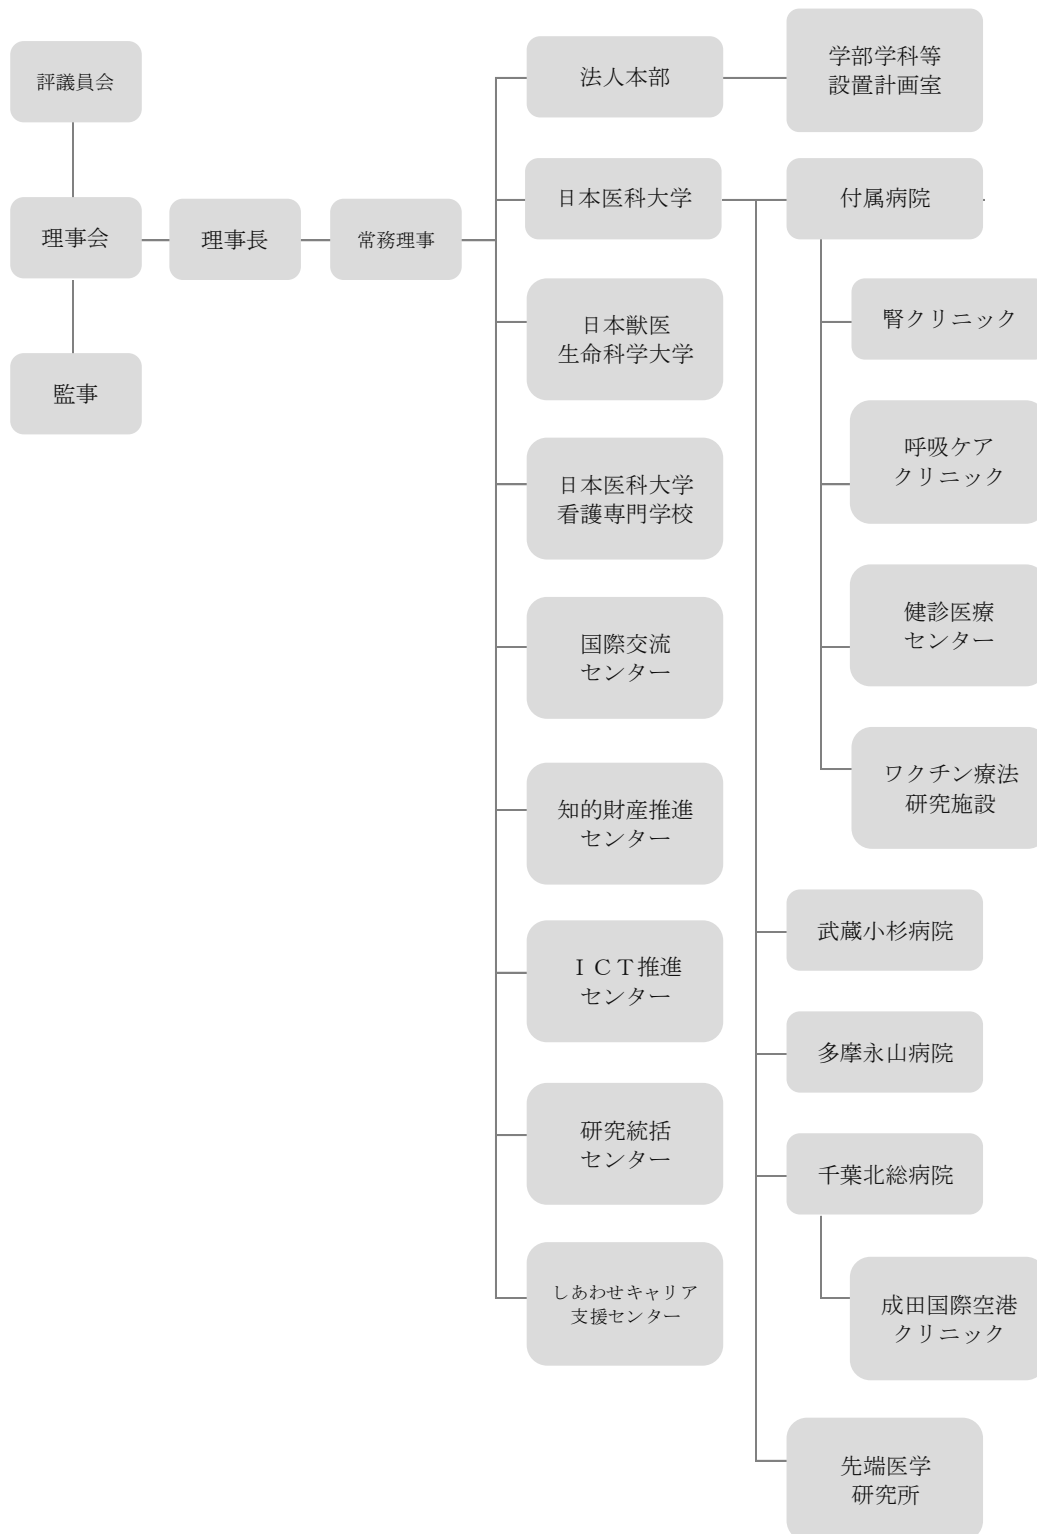 評議員会
理事会
監事
理事長
常務理事
法人本部
学部学科等
設置計画室
日本医科大学
付属病院
腎クリニック
呼吸ケア
クリニック
健診医療
センター
ワクチン療法
研究施設
武蔵小杉病院
多摩永山病院
千葉北総病院
成田国際空港
クリニック
先端医学
研究所
日本獣医
生命科学大学
日本医科大学
看護専門学校
国際交流
センター
知的財産推進
センター
ＩＣＴ推進
センター
研究統括
センター
しあわせキャリア
支援センター